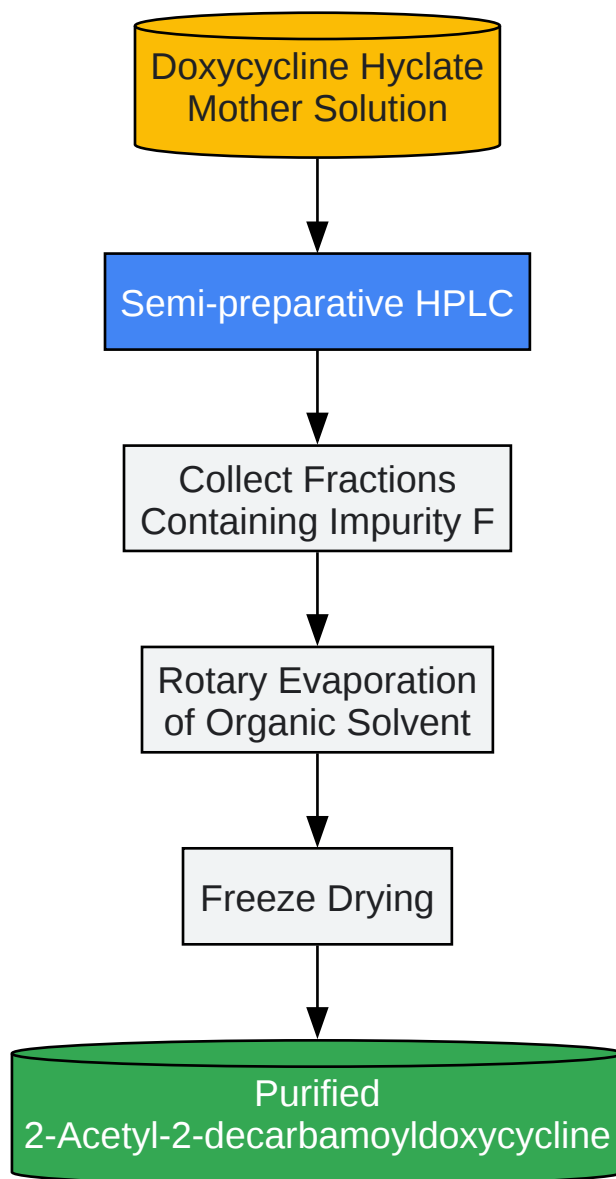 Doxycycline Hyclate
Mother Solution
Semi-preparative HPLC
Collect Fractions
Containing Impurity F
Rotary Evaporation
of Organic Solvent
Freeze Drying
Purified
2-Acetyl-2-decarbamoyldoxycycline